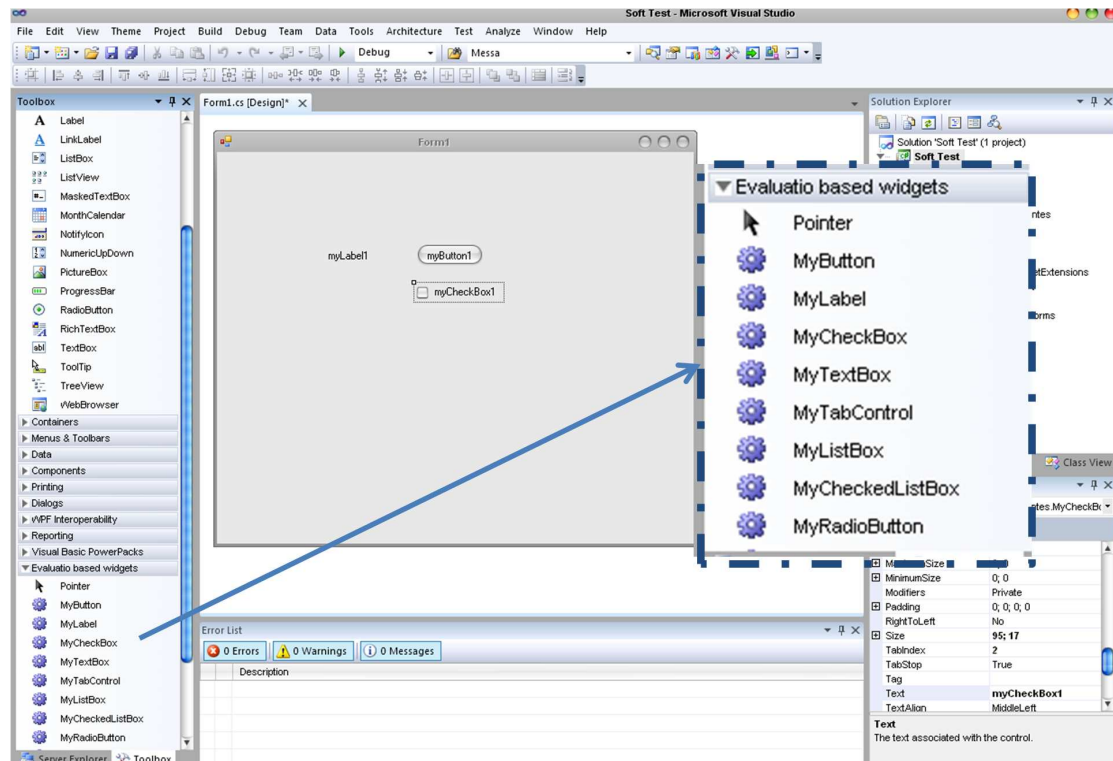 Soft Test - Microsoft Visual Studio
File Edit View Theme Project Build Debug Team Data Tools Architecture Test Analyze Window Help
Debug Messa
Toolbox
Label
LinkLabel
ListBox
ListView
MaskedTextBox
MonthCalendar
NotifyIcon
NumericUpDown
PictureBox
ProgressBar
RadioButton
RichTextBox
TextBox
ToolTip
TreeView
WebBrowser
Containers
Menus & Toolbars
Data
Components
Printing
Dialogs
WPF Interoperability
Reporting
Visual Basic PowerPacks
Evaluatio based widgets
Pointer
MyButton
MyLabel
MyCheckBox
MyTextBox
MyTabControl
MyListBox
MyCheckedListBox
MyRadioButton
Server Explorer Toolbox
Form1.cs [Design]*
Form1
myLabel1 myButton1
myCheckBox1
Evaluatio based widgets
Pointer
MyButton
MyLabel
MyCheckBox
MyTextBox
MyTabControl
MyListBox
MyCheckedListBox
MyRadioButton
Error List
0 Errors 0 Warnings 0 Messages
Description
Solution Explorer
Solution 'Soft Test' (1 project)
Soft Test
Class View
MinimumSize 0; 0
Modifiers Private
Padding 0; 0; 0; 0
RightToLeft No
Size 95; 17
TabIndex 2
TabStop True
Tag
Text myCheckBox1
TextAlign MiddleLeft
Text
The text associated with the control.